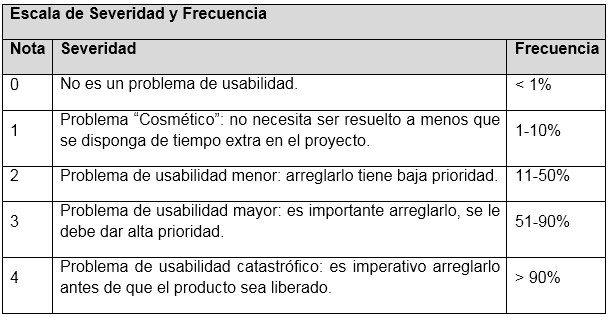 Escala de Severidad y Frecuencia
Nota Severidad Frecuencia
0 No es un problema de usabilidad. < 1%
Problema “Cosmético”: no necesita ser resuelto a menos que
1 se disponga de tiempo extra en el proyecto. 1-10%
2 Problema de usabilidad menor: arreglarlo tiene baja prioridad. 11-50%
Problema de usabilidad mayor: es importante arreglarlo, se le
3 debe dar alta prioridad. 51-90%
Problema de usabilidad catastrófico: es imperativo arreglarlo
4 antes de que el producto sea liberado. > 90%